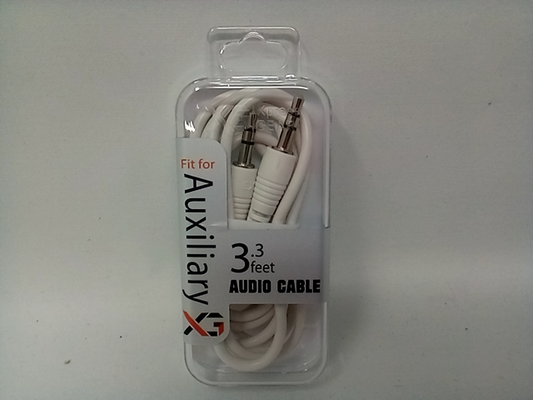 Fit for
Auxiliary
XG
3.3
feet
AUDIO CABLE